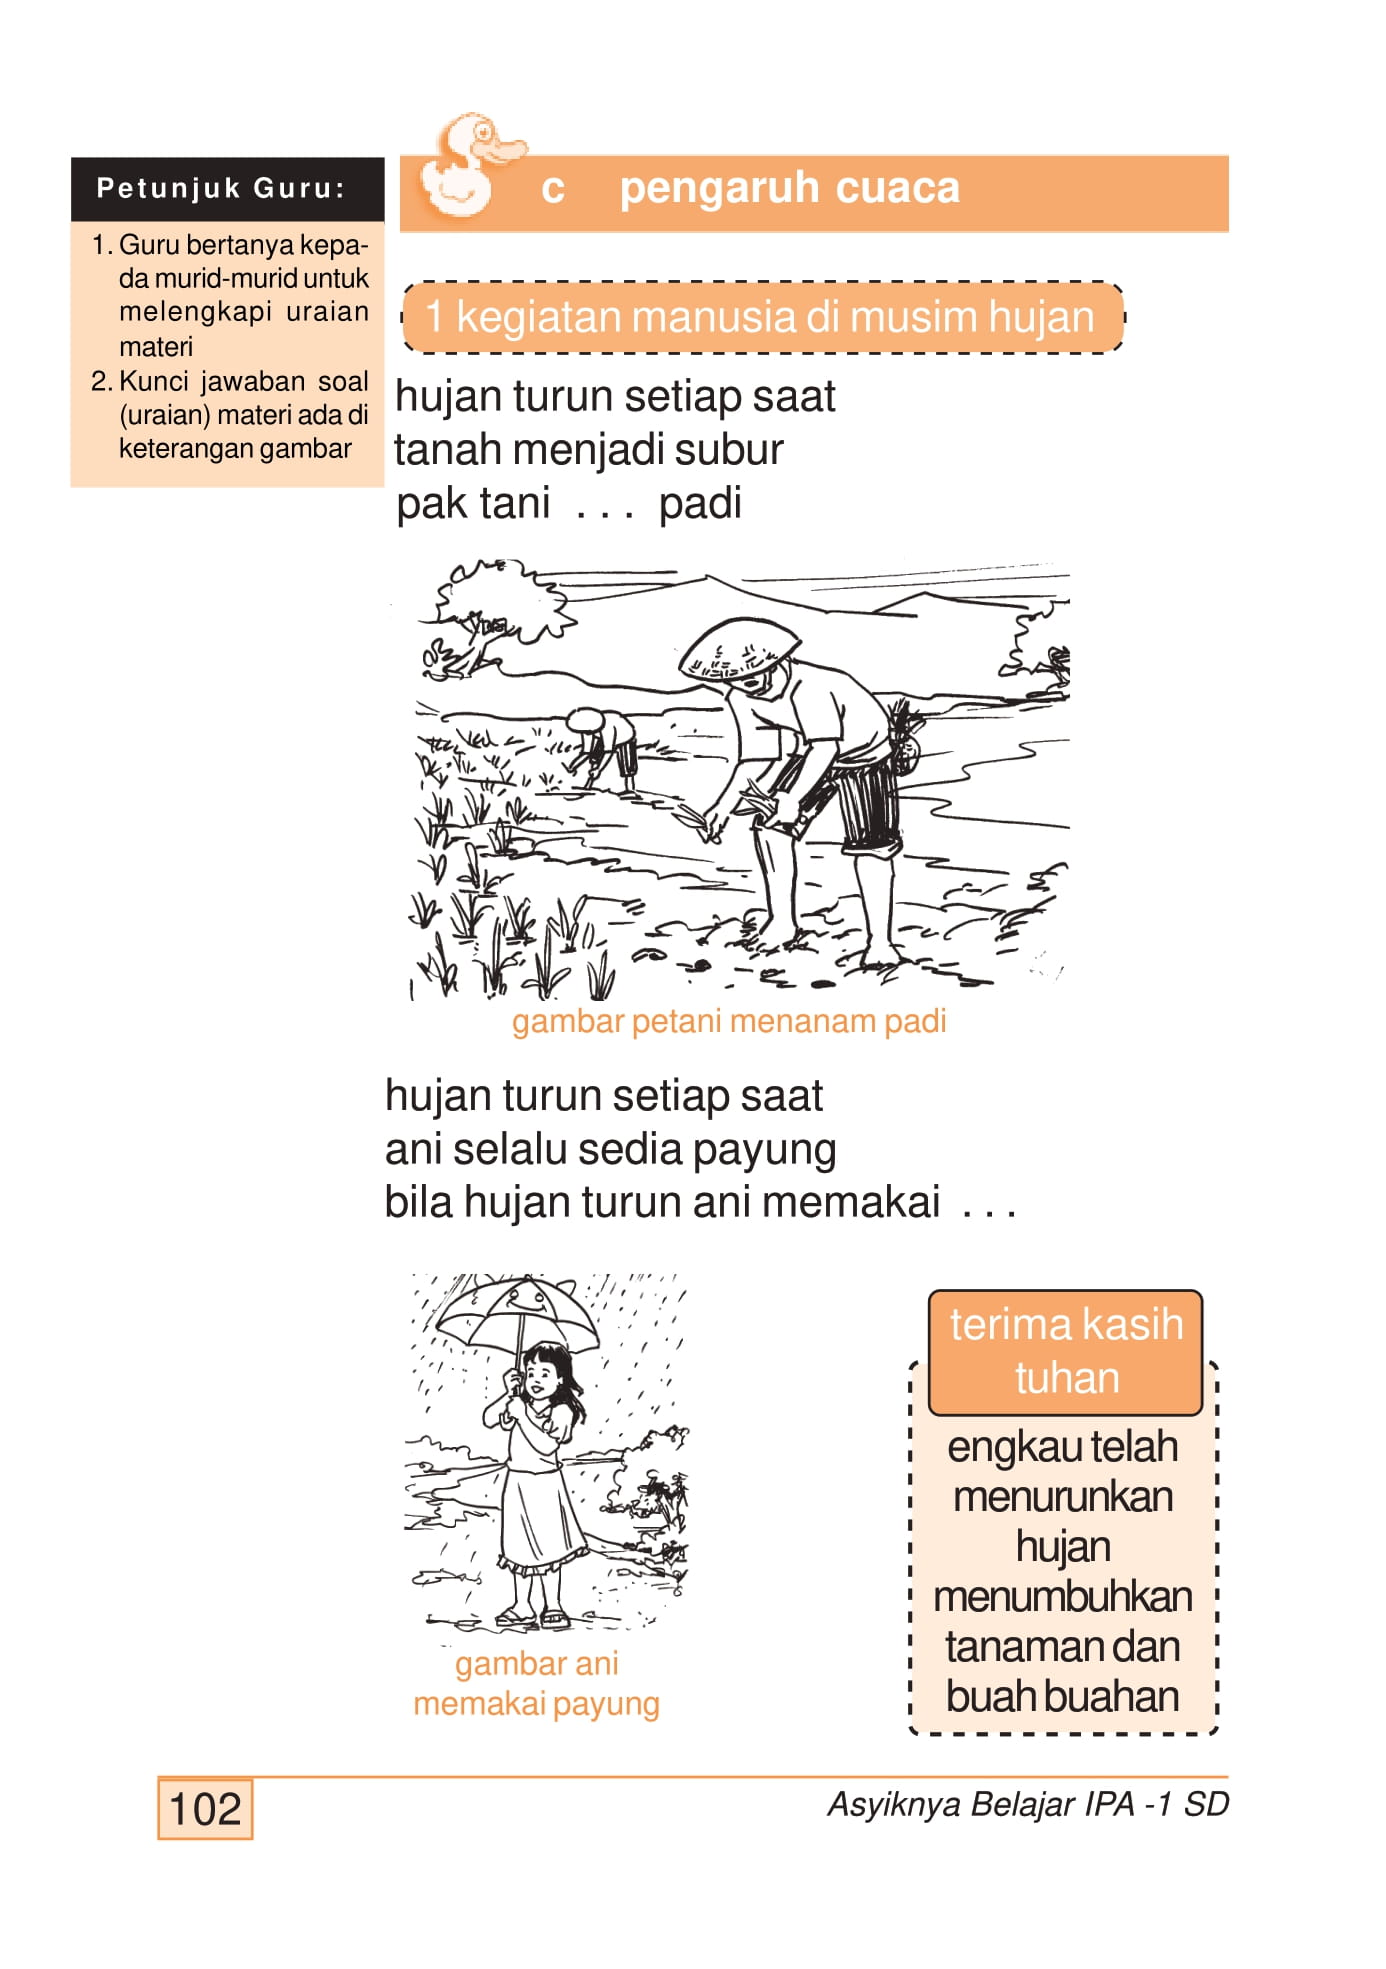 Petunjuk Guru:
1. Guru bertanya kepa-
da murid-murid untuk
melengkapi uraian
materi
2. Kunci jawaban soal
(uraian) materi ada di
keterangan gambar
c pengaruh cuaca
1 kegiatan manusia di musim hujan
hujan turun setiap saat
tanah menjadi subur
pak tani . . . padi
gambar petani menanam padi
hujan turun setiap saat
ani selalu sedia payung
bila hujan turun ani memakai . . .
gambar ani
memakai payung
terima kasih
tuhan
engkau telah
menurunkan
hujan
menumbuhkan
tanaman dan
buah buahan
102
Asyiknya Belajar IPA -1 SD